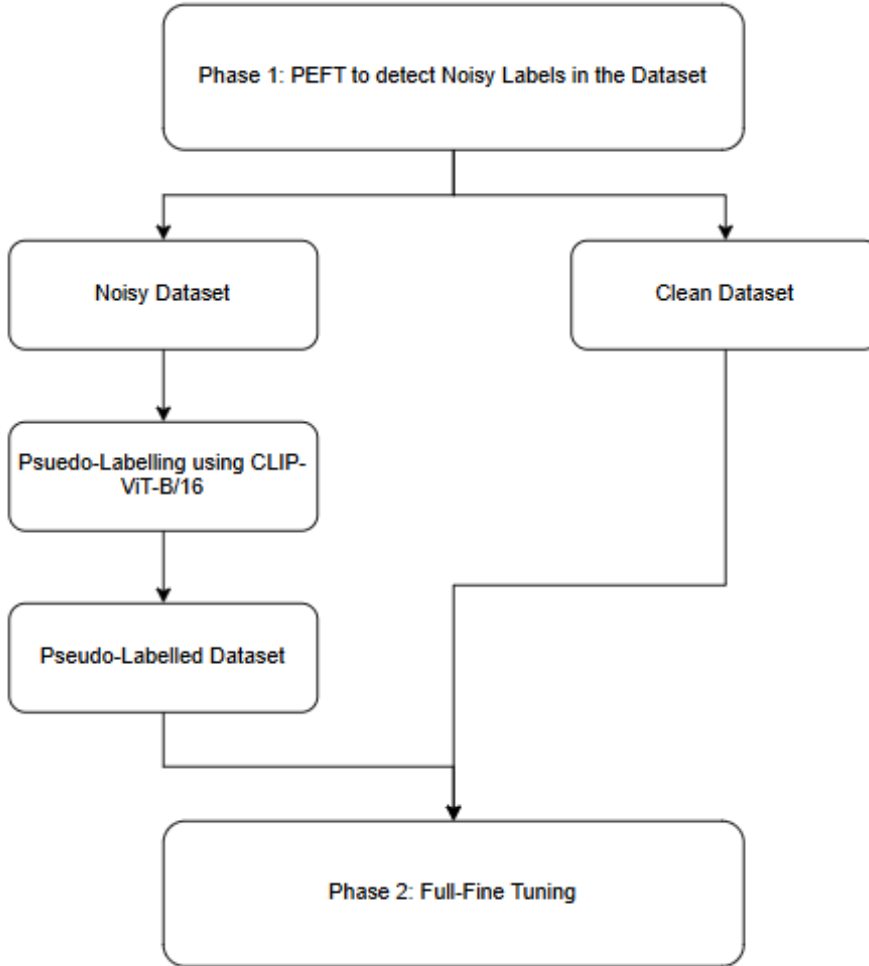 Phase 1: PEFT to detect Noisy Labels in the Dataset
Noisy Dataset
Clean Dataset
Psuedo-Labelling using CLIP-
ViT-B/16
Pseudo-Labelled Dataset
Phase 2: Full-Fine Tuning